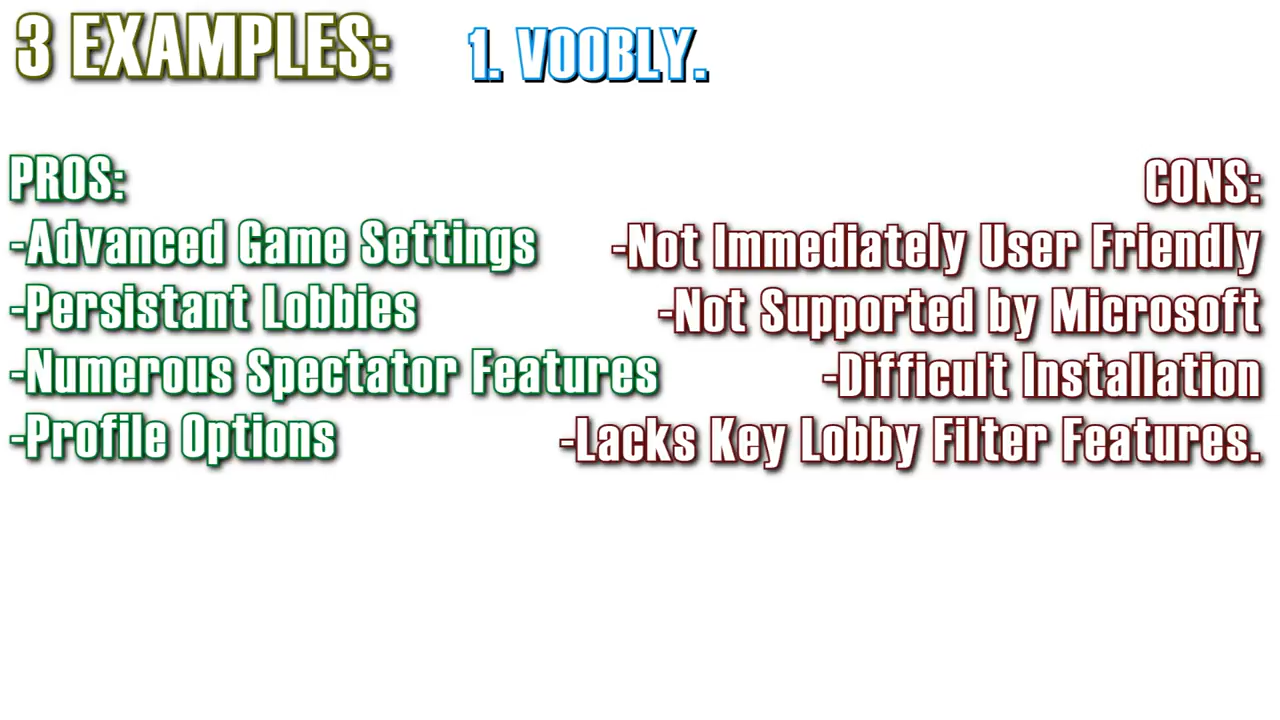 3 EXAMPLES: 1. VOOBLY.
PROS:
-Advanced Game Settings
-Persistant Lobbies
-Numerous Spectator Features
-Profile Options
CONS:
-Not Immediately User Friendly
-Not Supported by Microsoft
-Difficult Installation
-Lacks Key Lobby Filter Features.